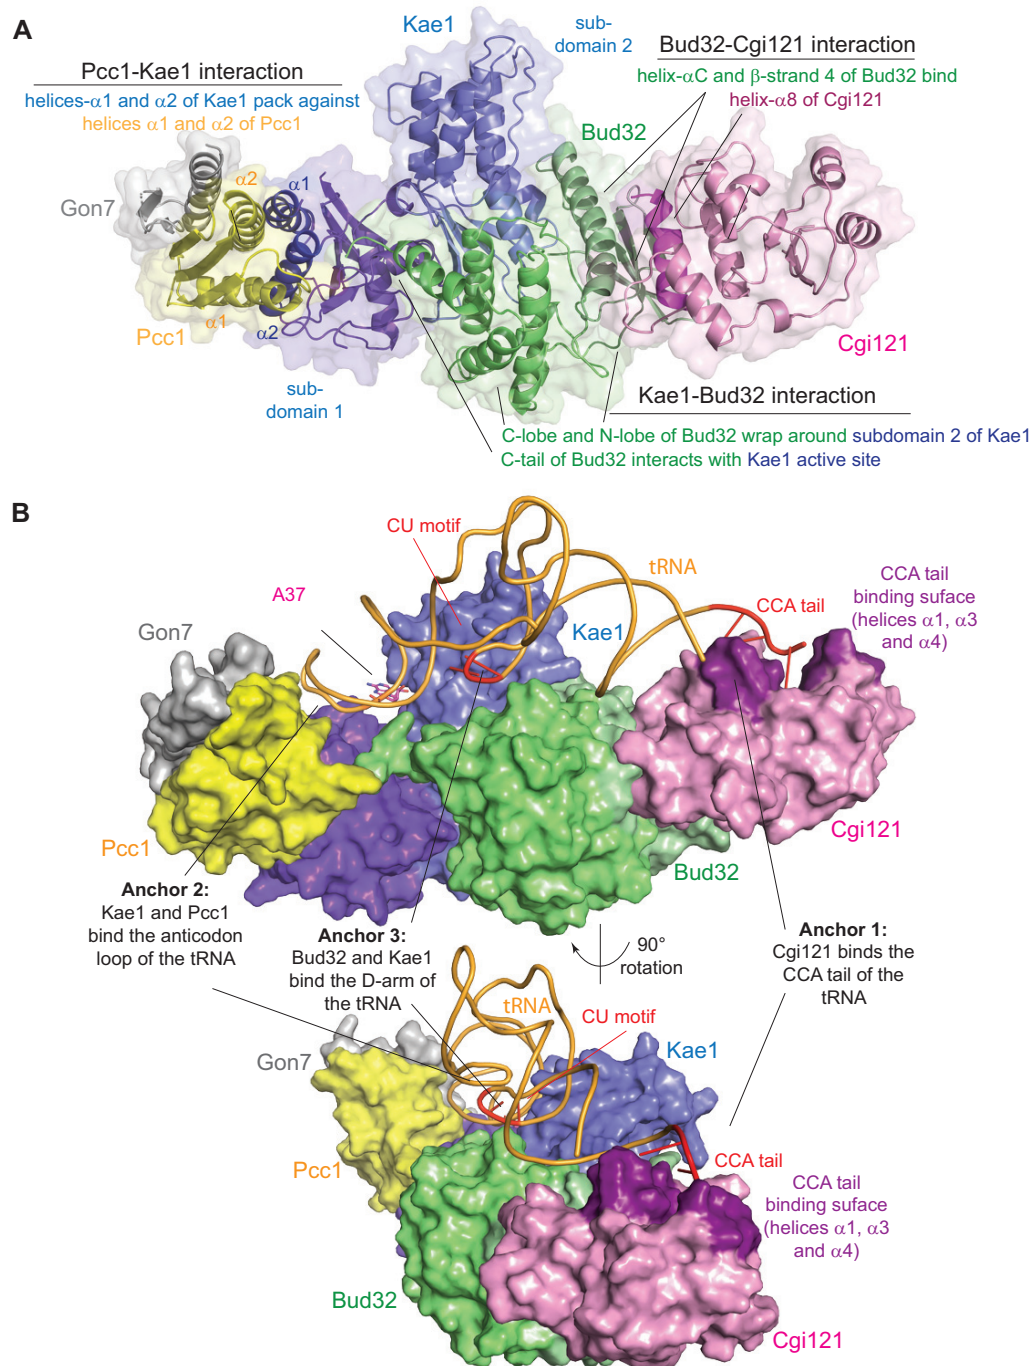 A
Kae1
sub-
domain 2
Pcc1-Kae1 interaction
helices-α1 and α2 of Kae1 pack against
helices α1 and α2 of Pcc1
Bud32-Cgi121 interaction
helix-αC and β-strand 4 of Bud32 bind
helix-α8 of Cgi121
Bud32
Gon7
α2
α1
Pcc1
α1
α2
Cgi121
sub-
domain 1
Kae1-Bud32 interaction
C-lobe and N-lobe of Bud32 wrap around subdomain 2 of Kae1
C-tail of Bud32 interacts with Kae1 active site
B
CU motif
tRNA
A37
CCA tail
CCA tail
binding suface
(helices α1, α3
and α4)
Gon7
Kae1
Pcc1
Cgi121
Bud32
Anchor 2:
Kae1 and Pcc1
bind the anticodon
loop of the tRNA
Anchor 3:
Bud32 and Kae1
bind the D-arm of
the tRNA
90°
rotation
Anchor 1:
Cgi121 binds the
CCA tail of the
tRNA
tRNA
CU motif
Gon7
Kae1
Pcc1
CCA tail
CCA tail
binding suface
(helices α1, α3
and α4)
Bud32
Cgi121